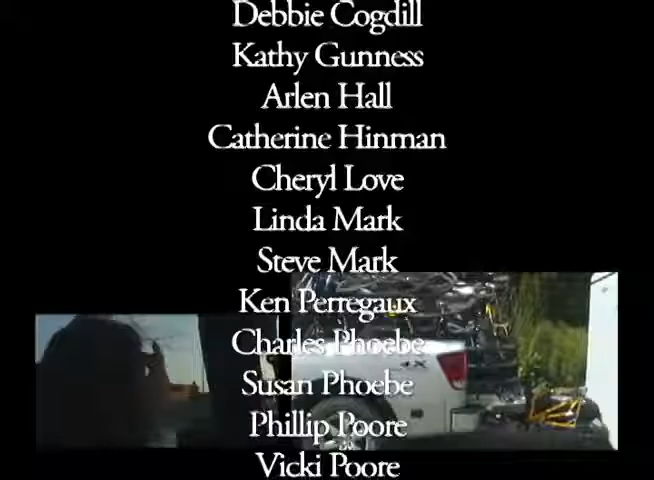 Debbie Cogdill
Kathy Gunness
Arlen Hall
Catherine Hinman
Cheryl Love
Linda Mark
Steve Mark
Ken Perregaux
Charles Phoebe
4X
Susan Phoebe
Phillip Poore
Vicki Poore